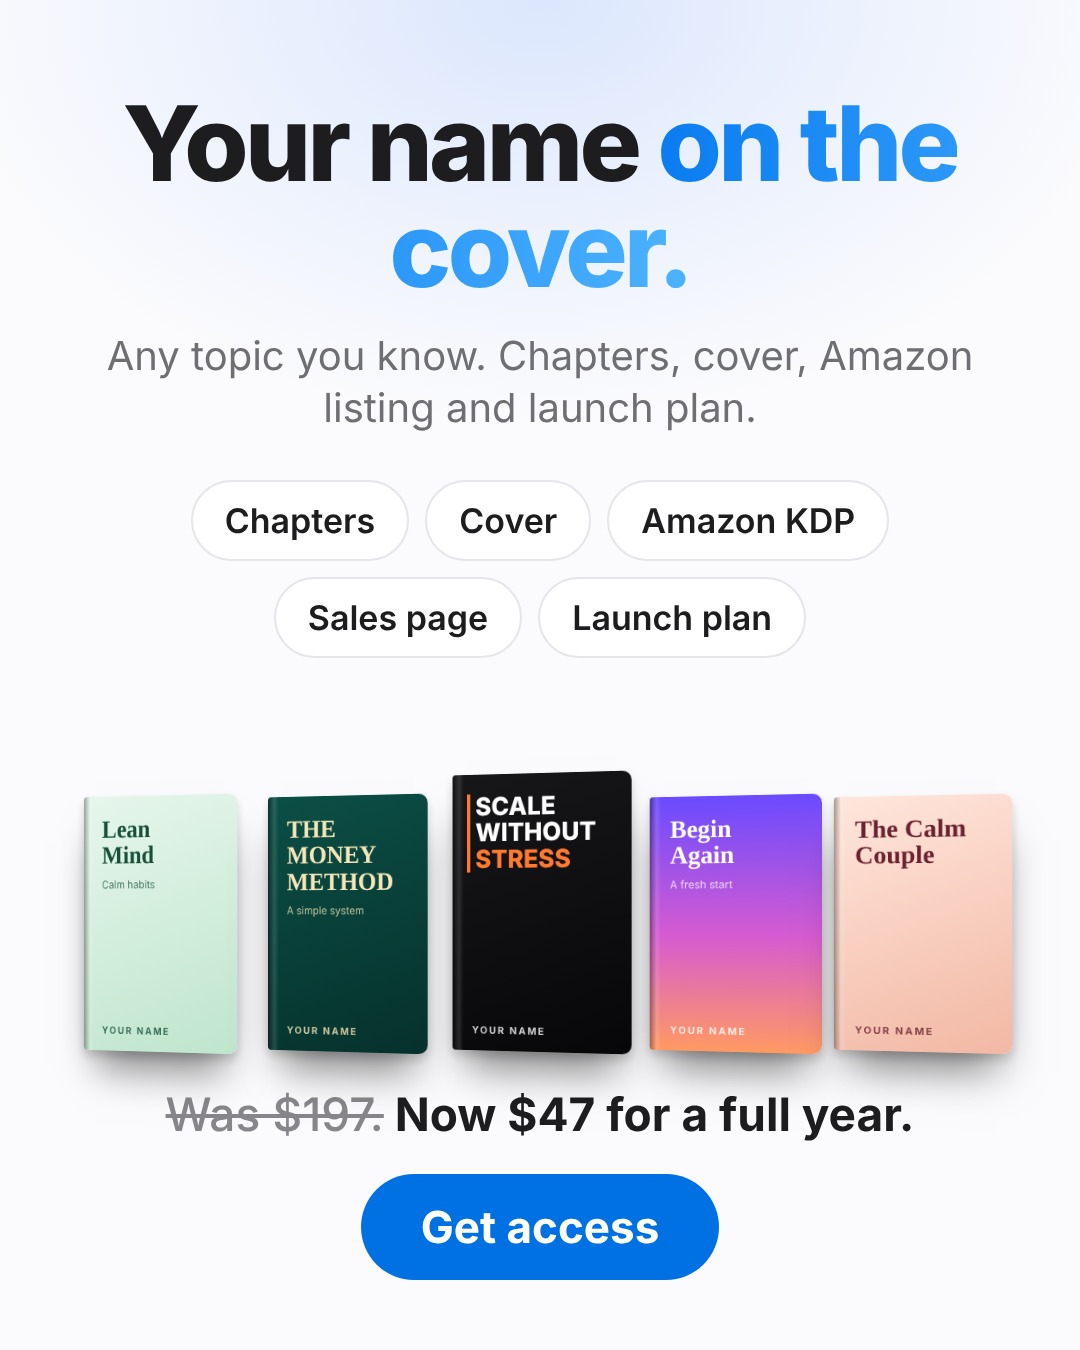 Your name on the
cover.
Any topic you know. Chapters, cover, Amazon
listing and launch plan.
Chapters
Cover
Amazon KDP
Sales page
Launch plan
Lean
Mind
Calm habits
YOUR NAME
THE
MONEY
METHOD
A simple system
YOUR NAME
SCALE
WITHOUT
STRESS
YOUR NAME
Begin
Again
A fresh start
YOUR NAME
The Calm
Couple
YOUR NAME
Was $197. Now $47 for a full year.
Get access